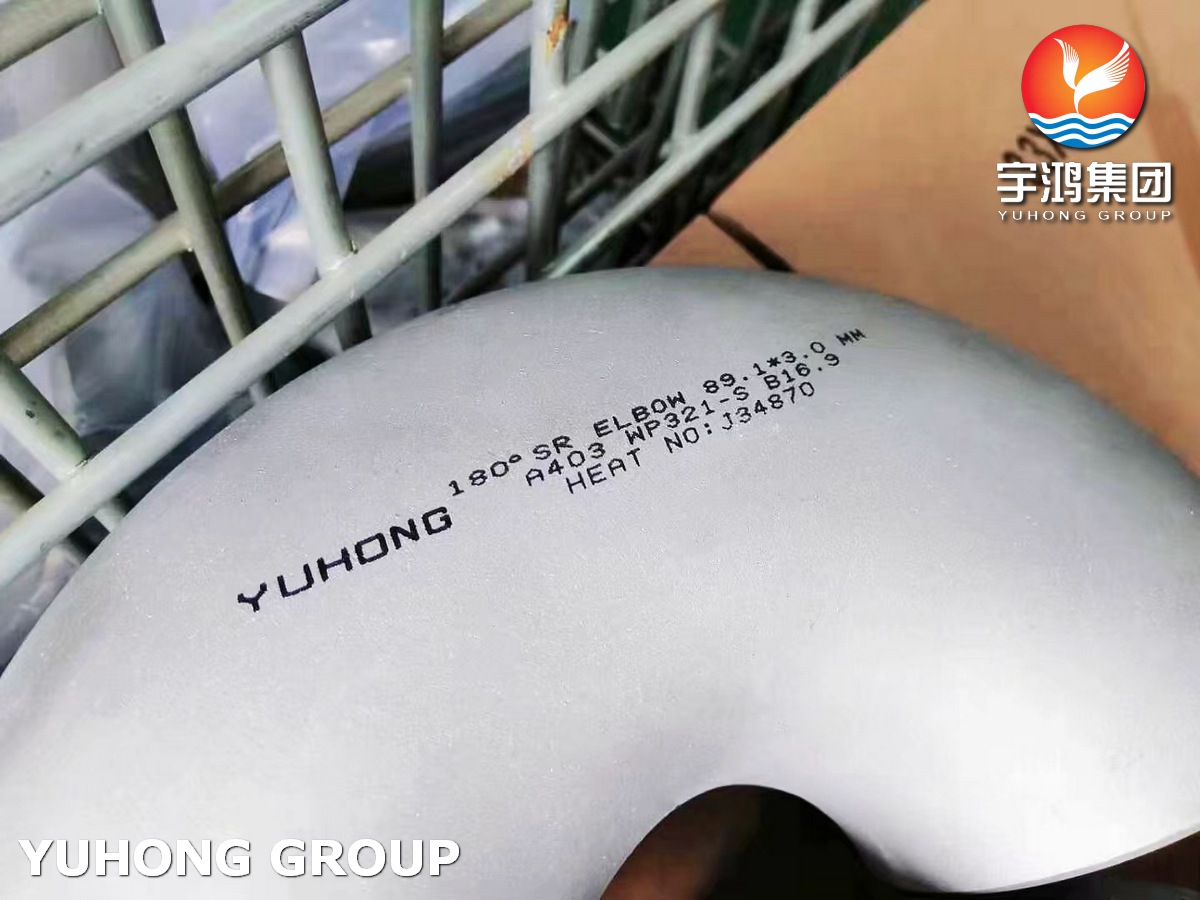 宇鸿集团
YUHONG GROUP
YUHONG 180° SR ELBOW 89.1*3.0 MM
A403 WP321-S B16.9
HEAT NO:J34870
YUHONG GROUP